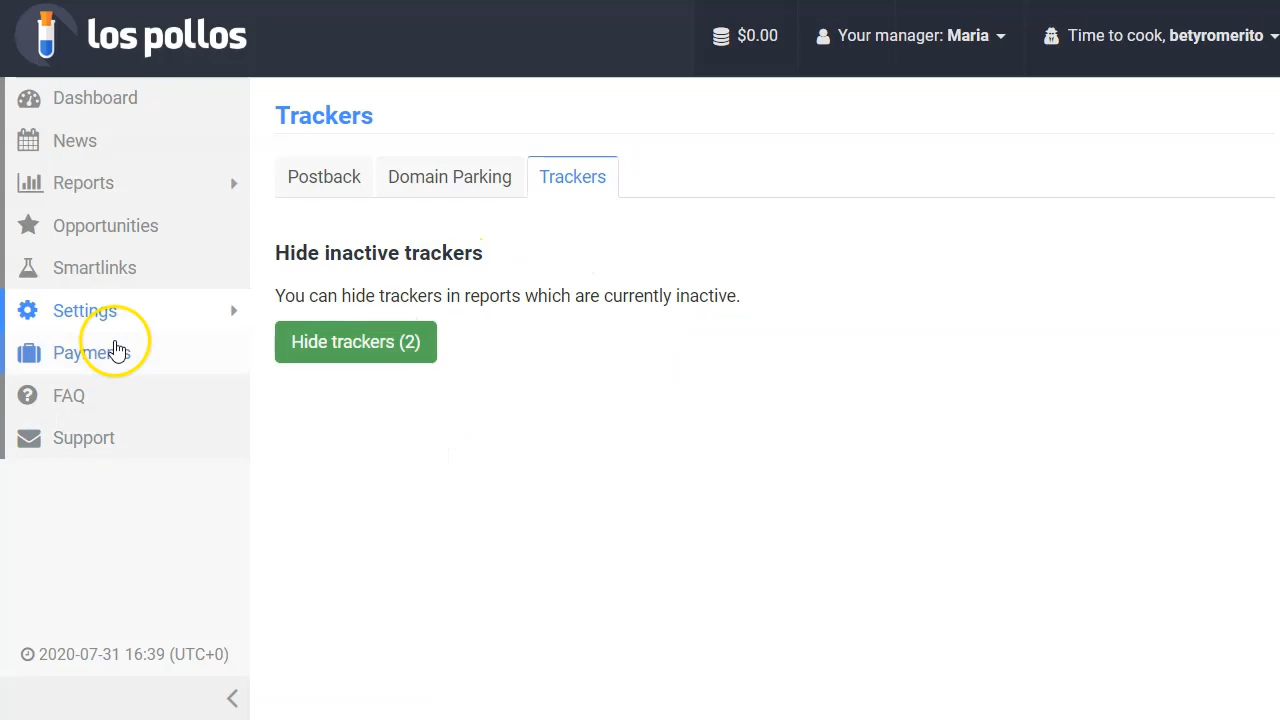 los pollos
$0.00
Your manager: Maria
Time to cook, betyromerito
Dashboard
News
Reports
Opportunities
Smartlinks
Settings
Payments
FAQ
Support
2020-07-31 16:39 (UTC+0)
Trackers
Postback
Domain Parking
Trackers
Hide inactive trackers
You can hide trackers in reports which are currently inactive.
Hide trackers (2)